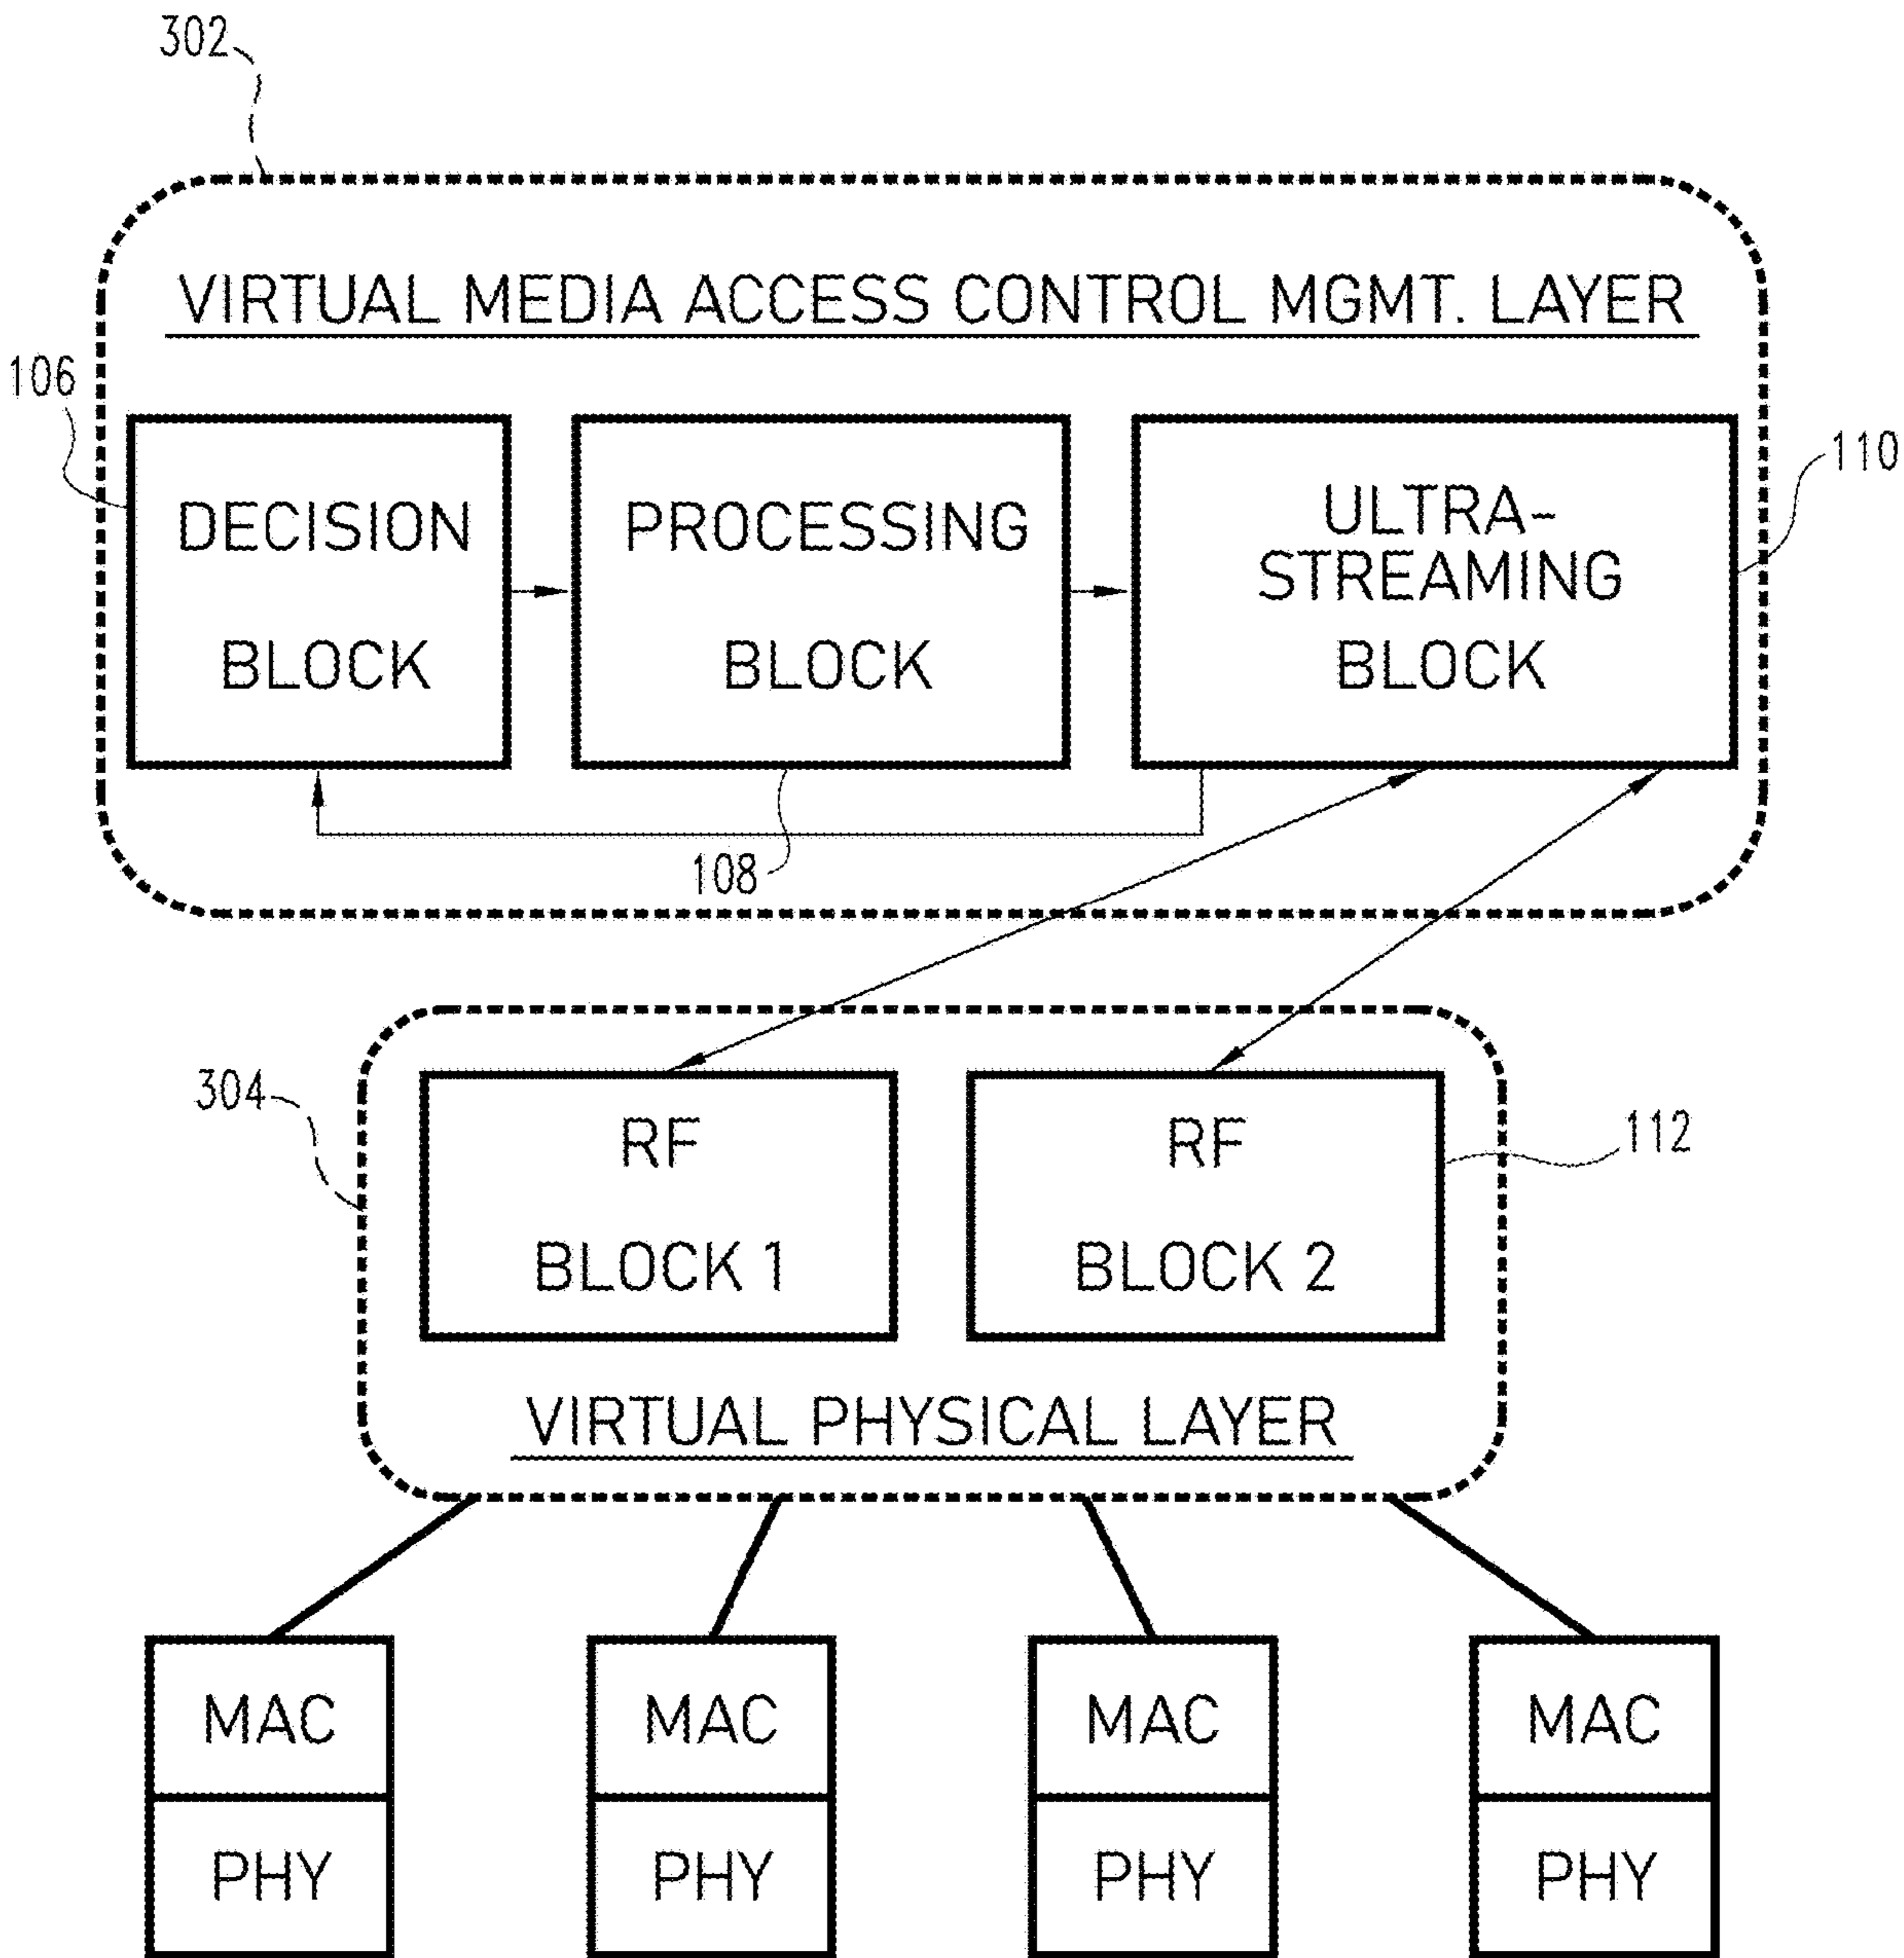 302
VIRTUAL MEDIA ACCESS CONTROL MGMT. LAYER
106
DECISION
BLOCK
PROCESSING
BLOCK
ULTRA-
STREAMING
BLOCK
110
108
304
RF
BLOCK 1
RF
BLOCK 2
112
VIRTUAL PHYSICAL LAYER
MAC
PHY
MAC
PHY
MAC
PHY
MAC
PHY